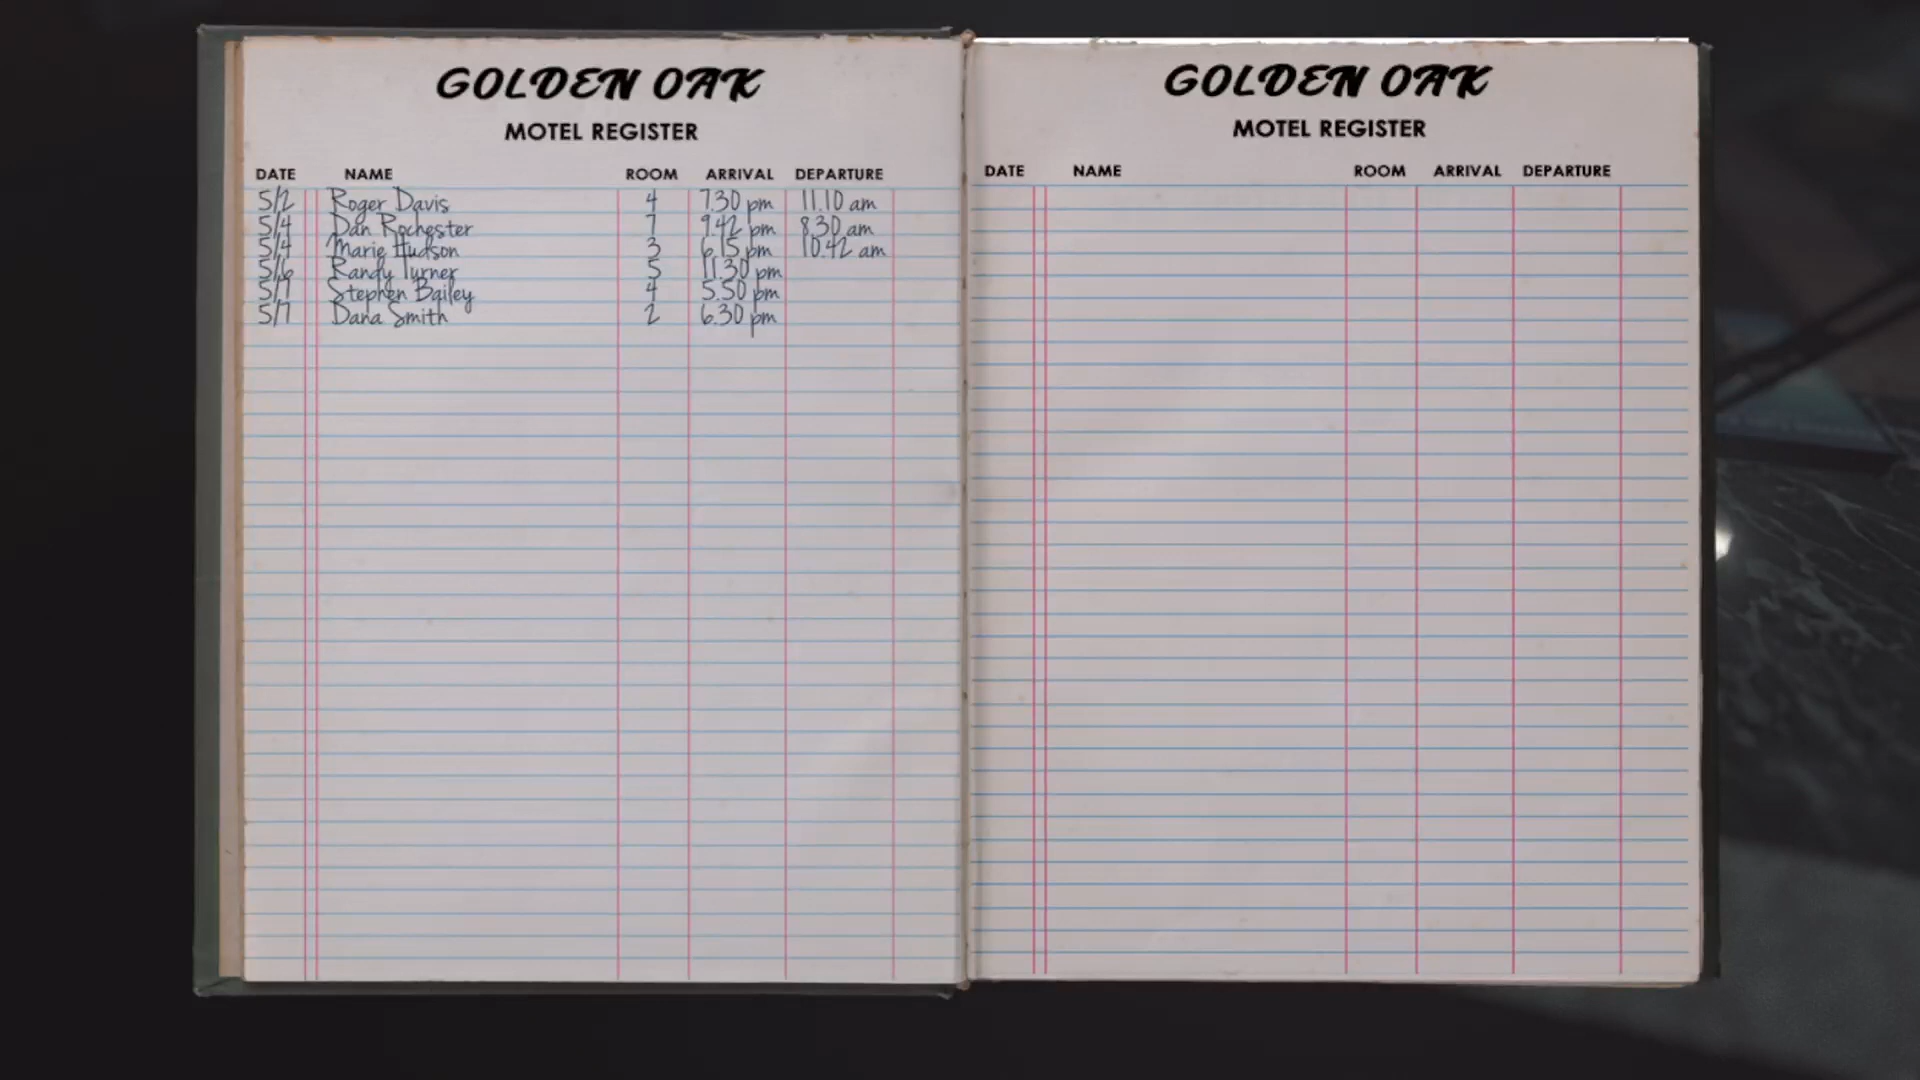 GOLDEN OAK
MOTEL REGISTER
DATE NAME ROOM ARRIVAL DEPARTURE
5/2 Roger Davis 4 7.30 pm 11.10 am
5/4 Dan Rochester 7 9.42 pm 8.30 am
5/4 Marie Hudson 3 6.15 pm 10.42 am
5/6 Randy Turner 5 11.30 pm
5/7 Stephen Bailey 4 5.50 pm
5/7 Dana Smith 2 6.30 pm
GOLDEN OAK
MOTEL REGISTER
DATE NAME ROOM ARRIVAL DEPARTURE